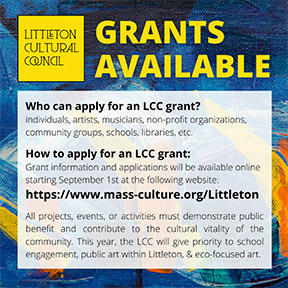 LITTLETON
CULTURAL
COUNCIL
GRANTS
AVAILABLE
Who can apply for an LCC grant?
individuals, artists, musicians, non-profit organizations,
community groups, schools, libraries, etc.
How to apply for an LCC grant:
Grant information and applications will be available online
starting September 1st at the following website:
https://www.mass-culture.org/Littleton
All projects, events, or activities must demonstrate public
benefit and contribute to the cultural vitality of the
community. This year, the LCC will give priority to school
engagement, public art within Littleton, & eco-focused art.